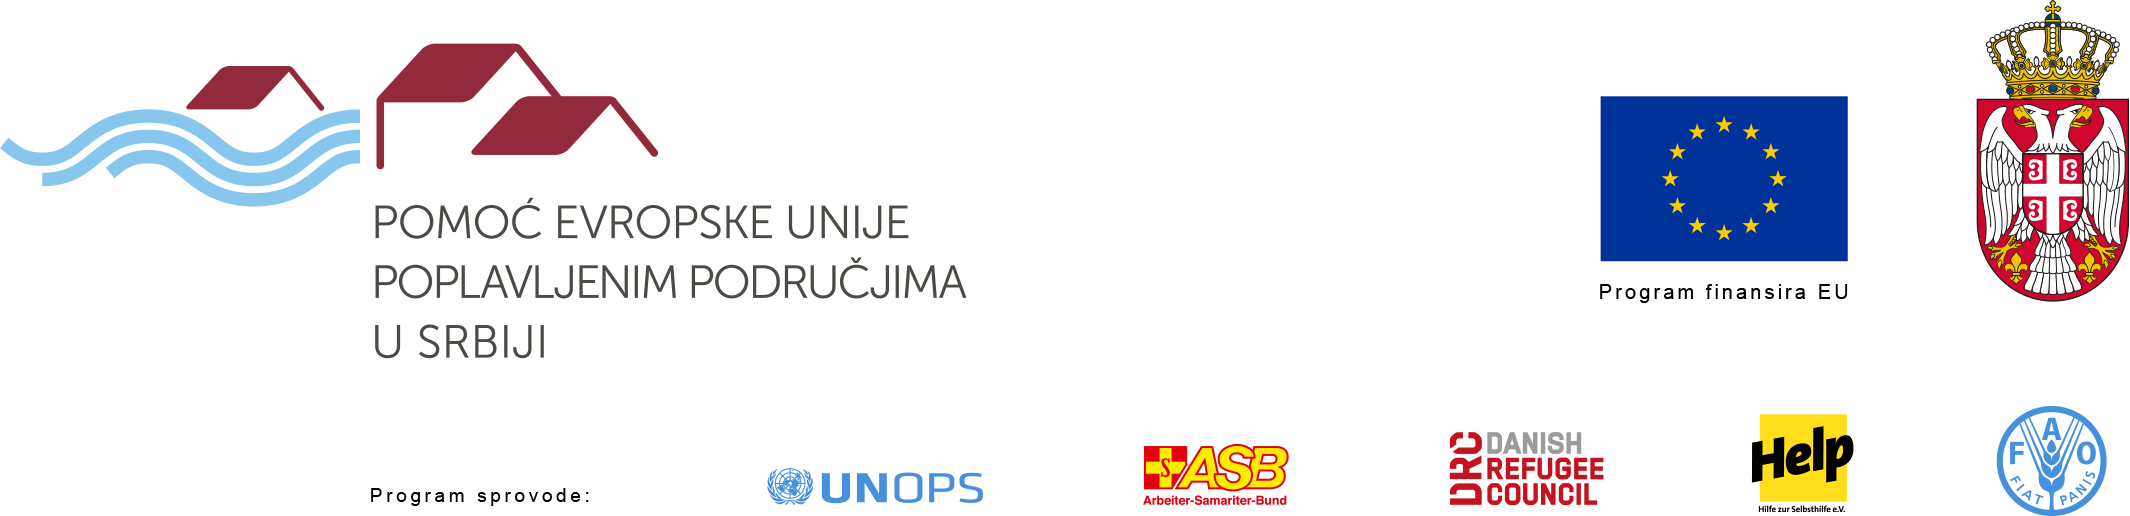 POMOĆ EVROPSKE UNIJE
POPLAVLJENIM PODRUČJIMA
U SRBIJI
Program finansira EU
Program sprovode:
UNOPS
S ASB
Arbeiter-Samariter-Bund
DRC DANISH
REFUGEE
COUNCIL
Help
Hilfe zur Selbsthilfe e.V.
F A O
FIAT PANIS